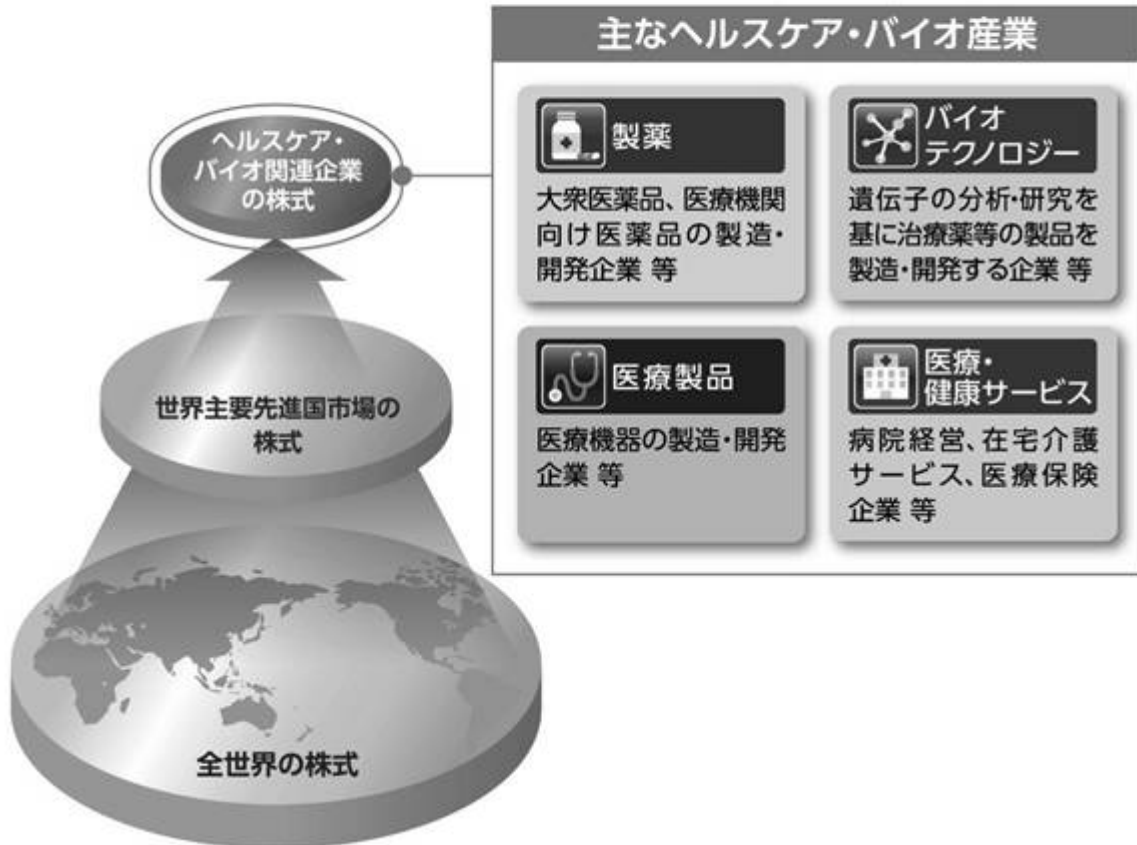 主なヘルスケア・バイオ産業
ヘルスケア・
バイオ関連企業
の株式
世界主要先進国市場の
株式
全世界の株式
製薬
大衆医薬品、医療機関
向け医薬品の製造・
開発企業 等
バイオ
テクノロジー
遺伝子の分析・研究を
基に治療薬等の製品を
製造・開発する企業 等
医療製品
医療機器の製造・開発
企業 等
医療・
健康サービス
病院経営、在宅介護
サービス、医療保険
企業 等